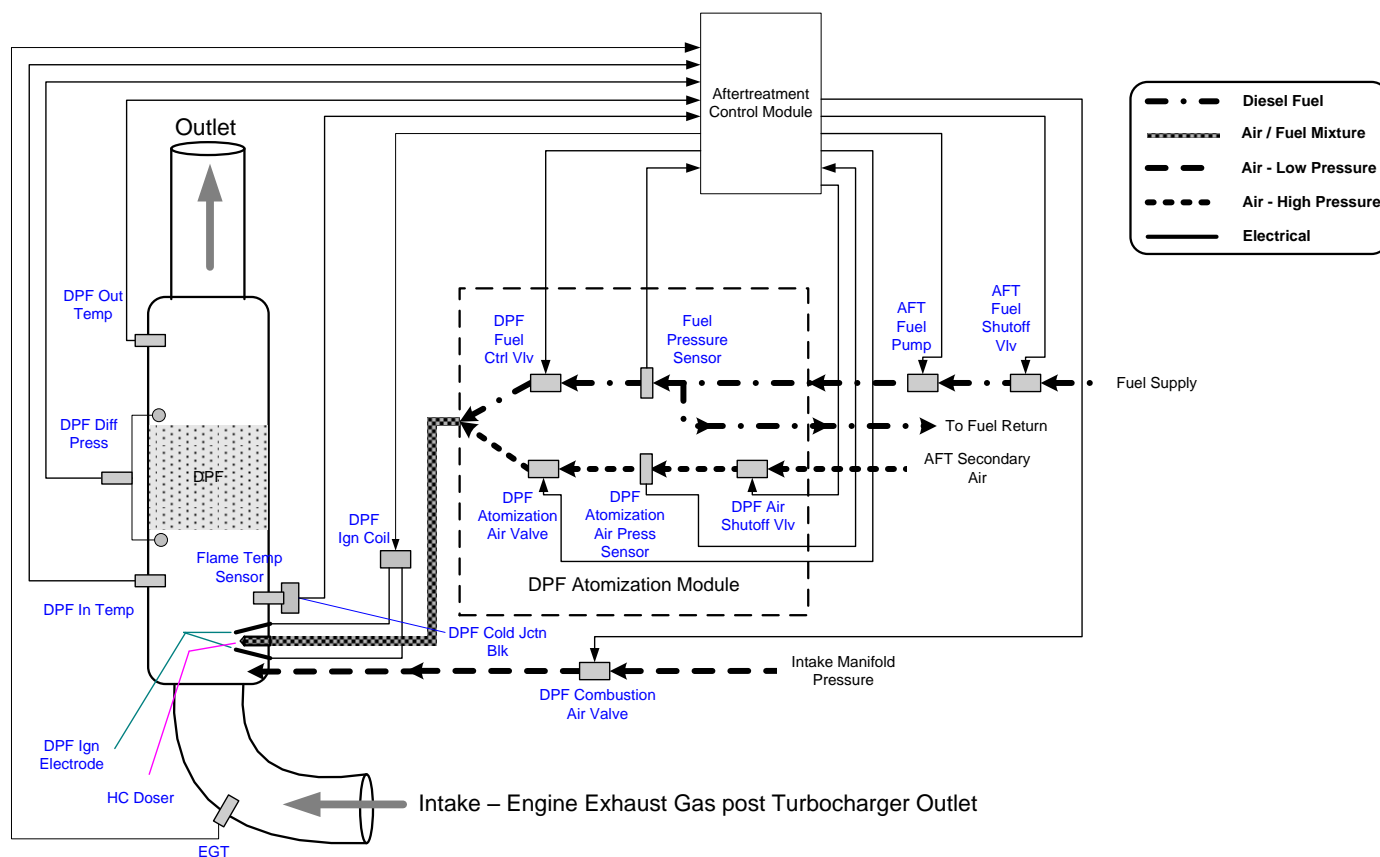 Aftertreatment
Control Module
Diesel Fuel
Air / Fuel Mixture
Air - Low Pressure
Air - High Pressure
Electrical
Outlet
DPF Out
Temp
DPF Diff
Press
DPF
DPF In Temp
Flame Temp
Sensor
DPF
Ign Coil
DPF Cold Jctn
Blk
DPF Ign
Electrode
HC Doser
EGT
DPF
Fuel
Ctrl Vlv
Fuel
Pressure
Sensor
AFT
Fuel
Pump
AFT
Fuel
Shutoff
Vlv
Fuel Supply
To Fuel Return
AFT Secondary
Air
DPF
Atomization
Air Valve
DPF
Atomization
Air Press
Sensor
DPF Air
Shutoff Vlv
DPF Atomization Module
Intake Manifold
Pressure
DPF Combustion
Air Valve
Intake – Engine Exhaust Gas post Turbocharger Outlet